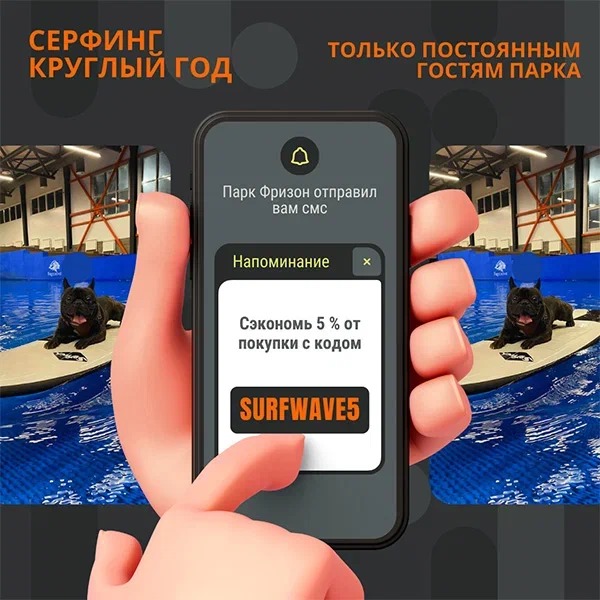 СЕРФИНГ
КРУГЛЫЙ ГОД
ТОЛЬКО ПОСТОЯННЫМ
ГОСТЯМ ПАРКА
Парк Фризон отправил
вам смс
Напоминание ×
Сэкономь 5 % от
покупки с кодом
SURFWAVE5